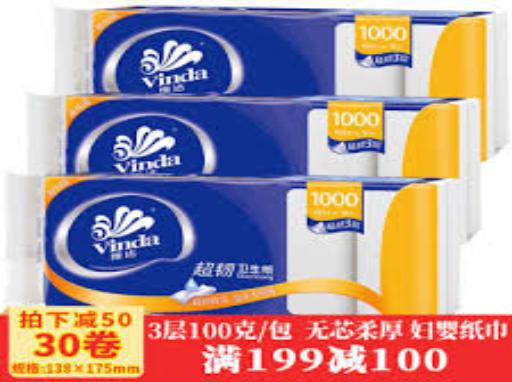 1000
Vinda
维达
1000
Vinda
维达
1000
Vinda
维达
超韧 卫生纸
拍下减50
30卷
规格:138×175mm
3层100克/包 无芯柔厚 妇婴纸巾
满199减100